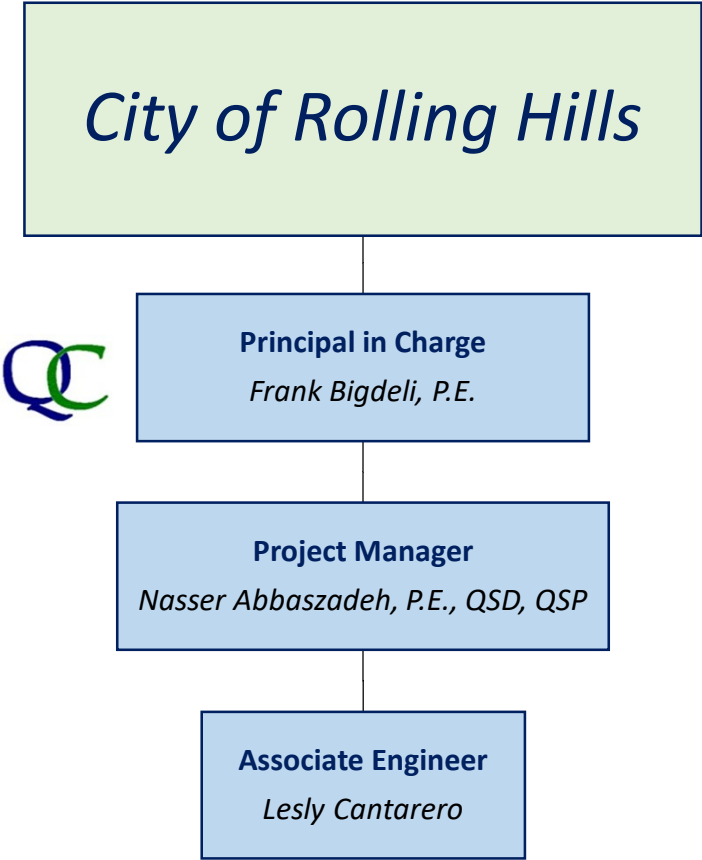 City of Rolling Hills
QC
Principal in Charge
Frank Bigdeli, P.E.
Project Manager
Nasser Abbaszadeh, P.E., QSD, QSP
Associate Engineer
Lesly Cantarero